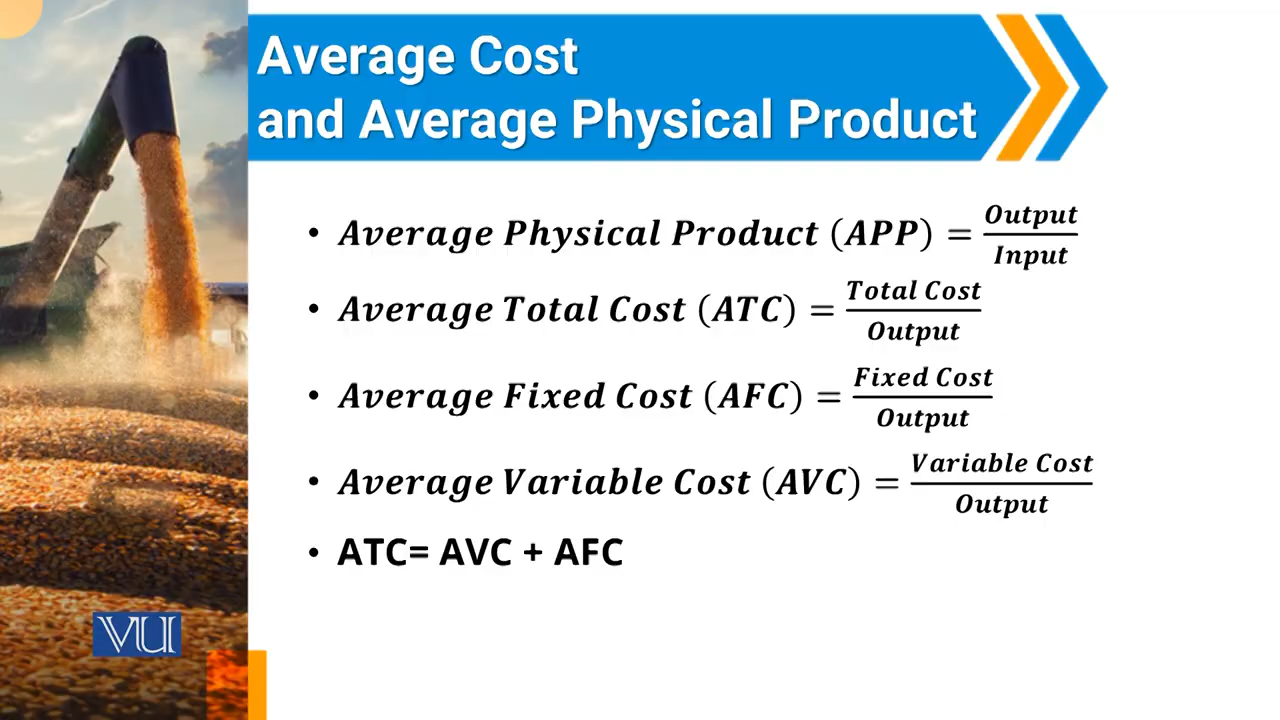 Average Cost
and Average Physical Product
• Average Physical Product (APP) = Output / Input
• Average Total Cost (ATC) = Total Cost / Output
• Average Fixed Cost (AFC) = Fixed Cost / Output
• Average Variable Cost (AVC) = Variable Cost / Output
• ATC= AVC + AFC
VU